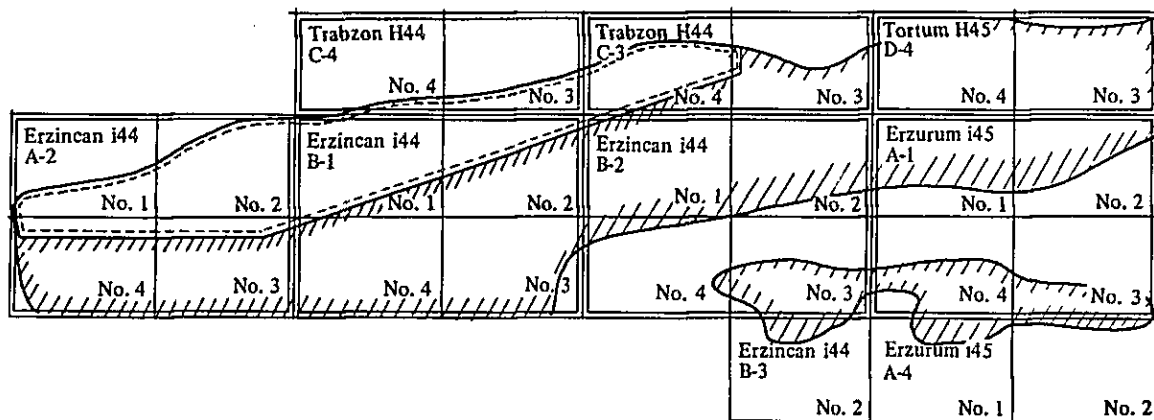 Trabzon H44
C-4
No. 4
No. 3
Trabzon H44
C-3
No. 4
No. 3
Tortum H45
D-4
No. 4
No. 3
Erzincan i44
A-2
No. 1
No. 2
No. 4
No. 3
Erzincan i44
B-1
No. 1
No. 2
No. 4
No. 3
Erzincan i44
B-2
No. 1
No. 2
No. 4
No. 3
Erzurum i45
A-1
No. 1
No. 2
No. 4
No. 3
Erzincan i44
B-3
No. 2
Erzurum i45
A-4
No. 1
No. 2